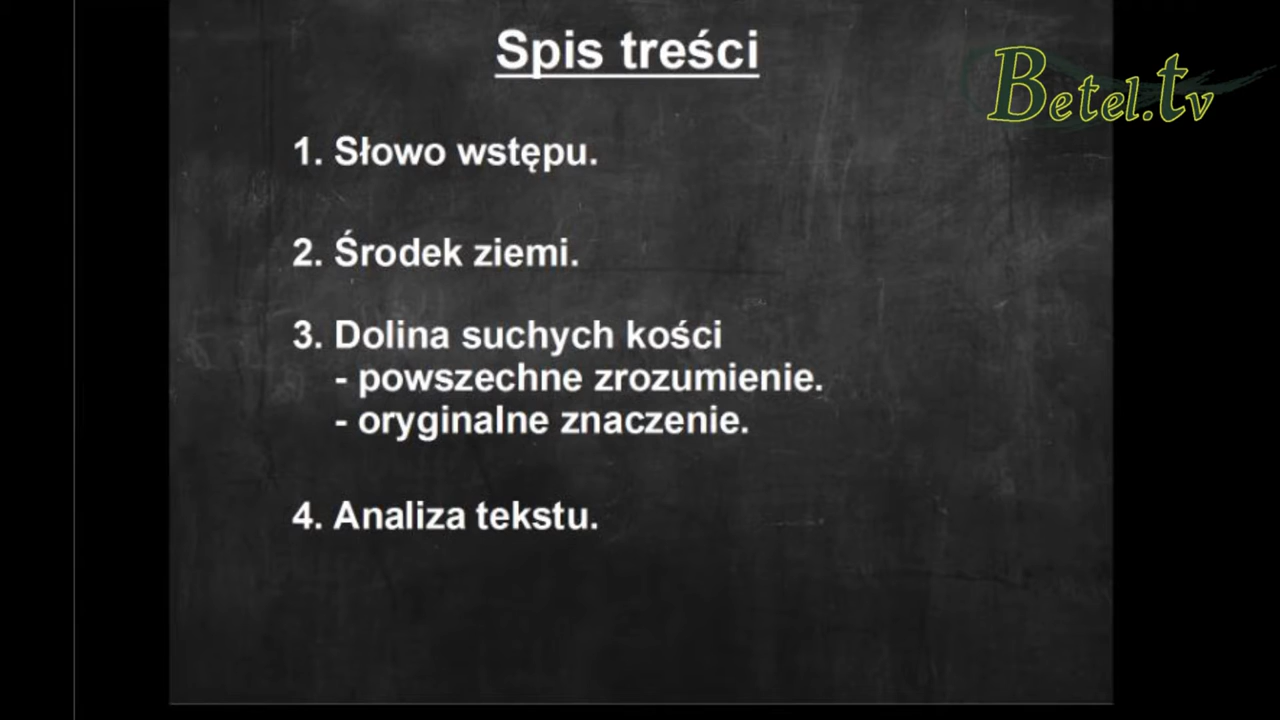 Spis treści
Betel.tv
1. Słowo wstępu.
2. Środek ziemi.
3. Dolina suchych kości
- powszechne zrozumienie.
- oryginalne znaczenie.
4. Analiza tekstu.